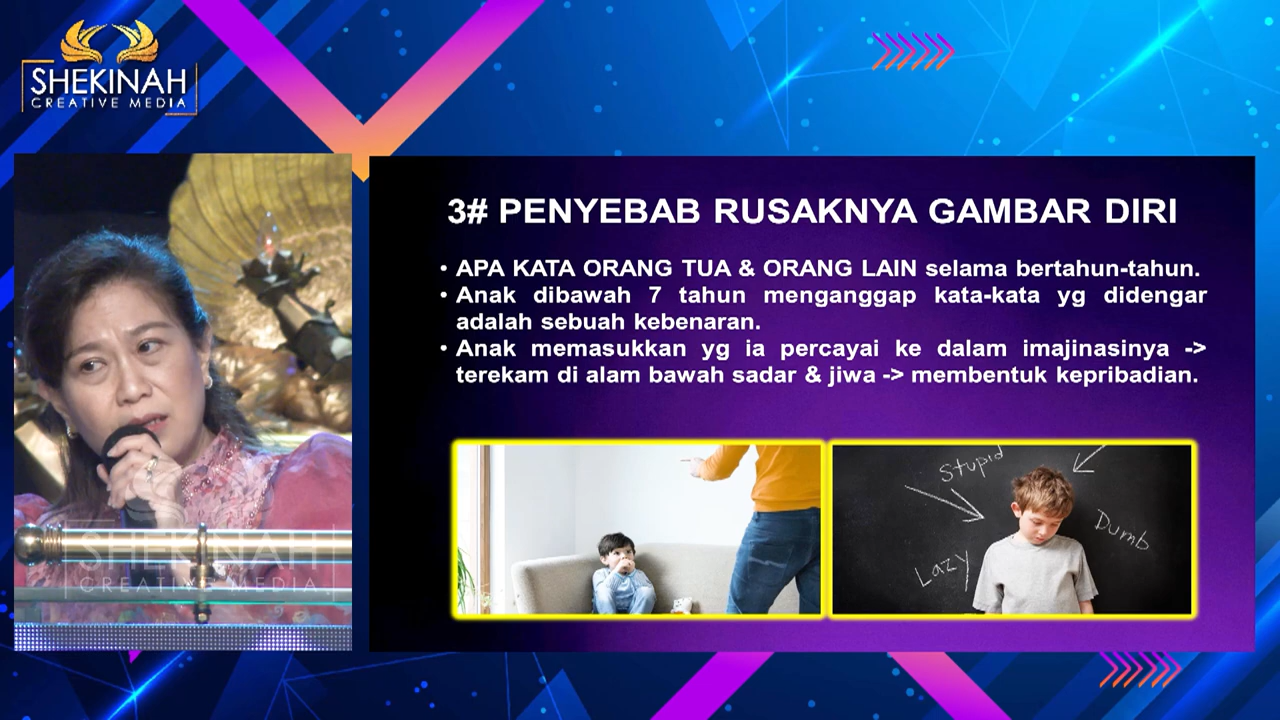 SHEKINAH
CREATIVE MEDIA
3# PENYEBAB RUSAKNYA GAMBAR DIRI
• APA KATA ORANG TUA & ORANG LAIN selama bertahun-tahun.
• Anak dibawah 7 tahun menganggap kata-kata yg didengar
adalah sebuah kebenaran.
• Anak memasukkan yg ia percayai ke dalam imajinasinya ->
terekam di alam bawah sadar & jiwa -> membentuk kepribadian.
Stupid
Dumb
Lazy
SHEKINAH
CREATIVE MEDIA